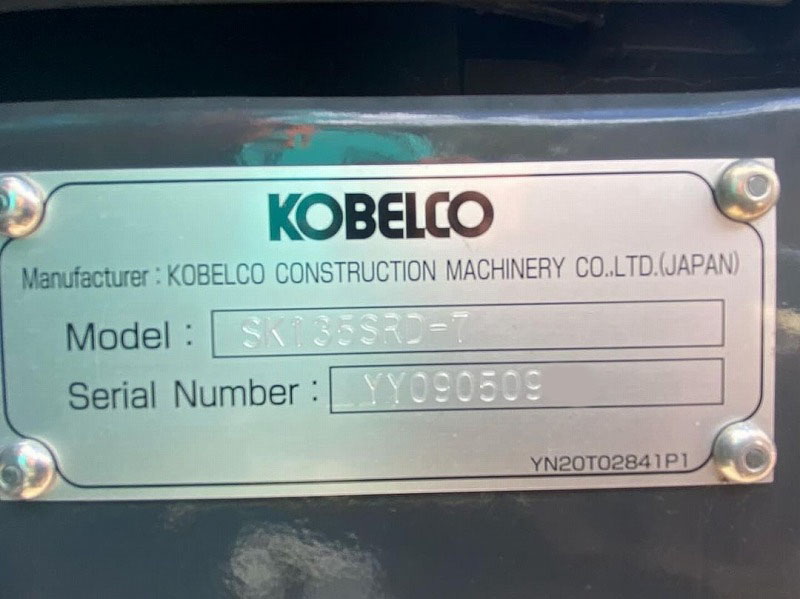 KOBELCO
Manufacturer : KOBELCO CONSTRUCTION MACHINERY CO.,LTD.(JAPAN)
Model : SK135SRD-7
Serial Number : YY090509
YN20T02841P1